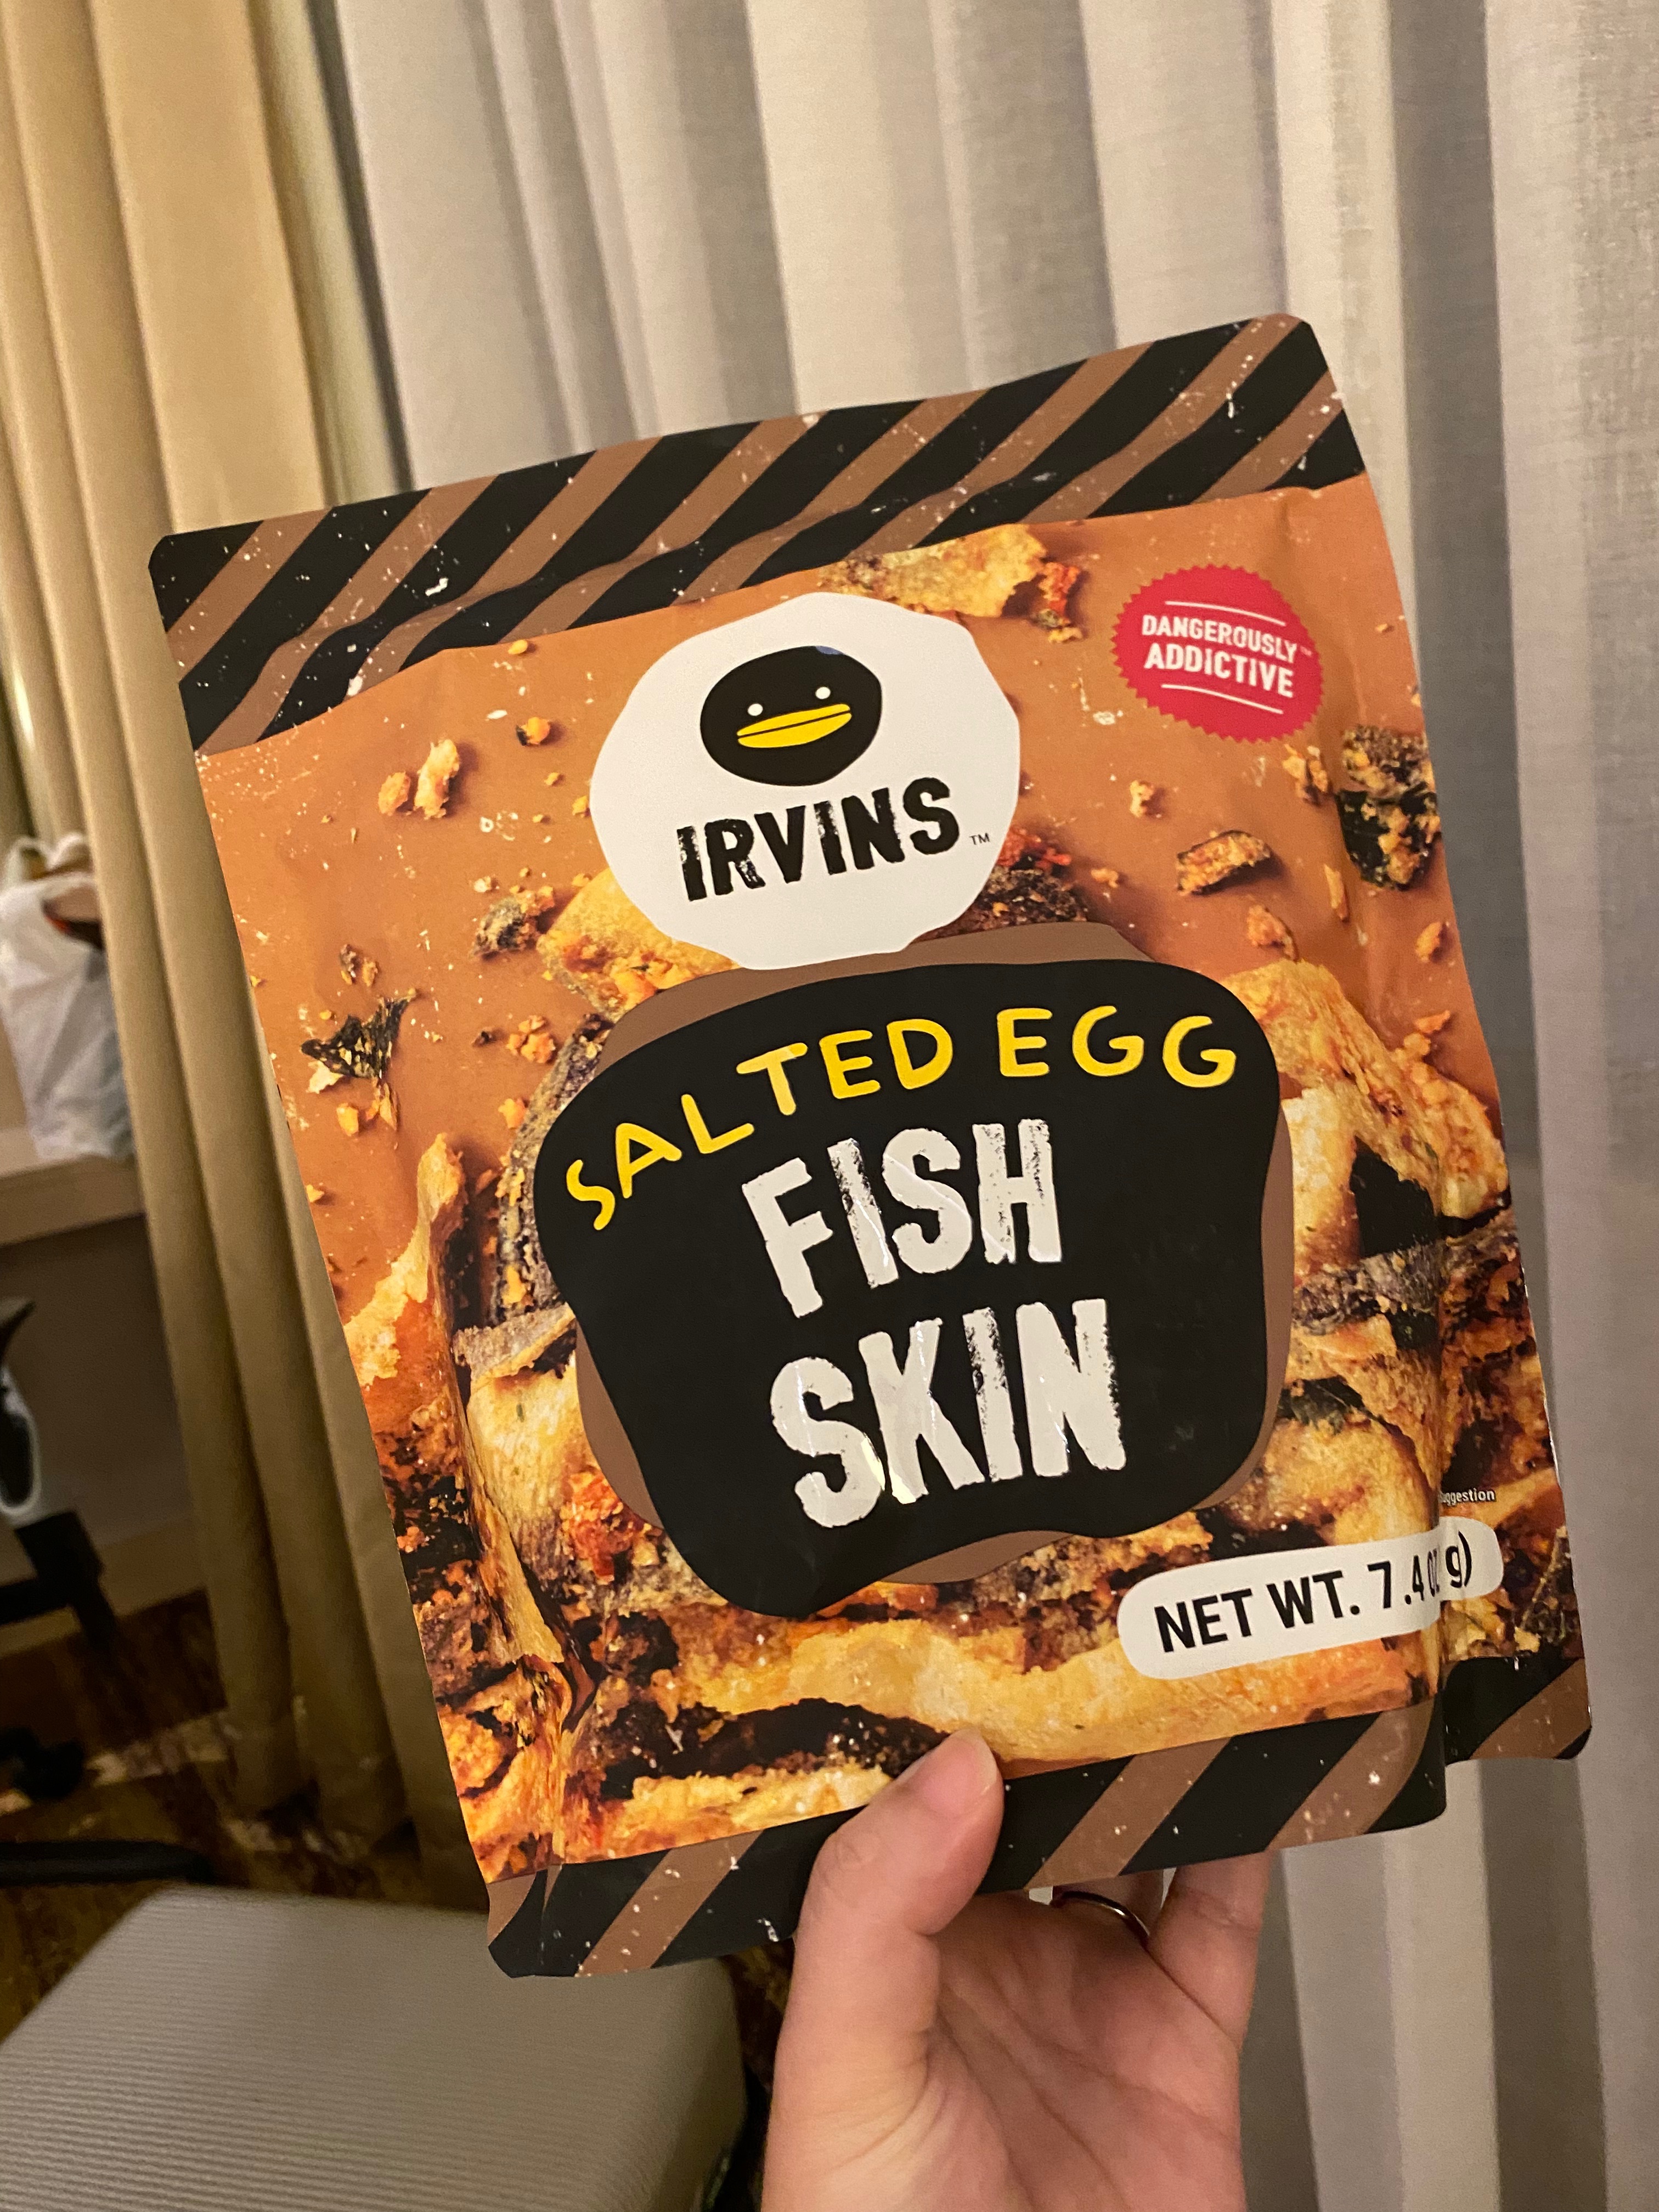 DANGEROUSLY™
ADDICTIVE
IRVINS™
SALTED EGG
FISH
SKIN
NET WT. 7.4 g)